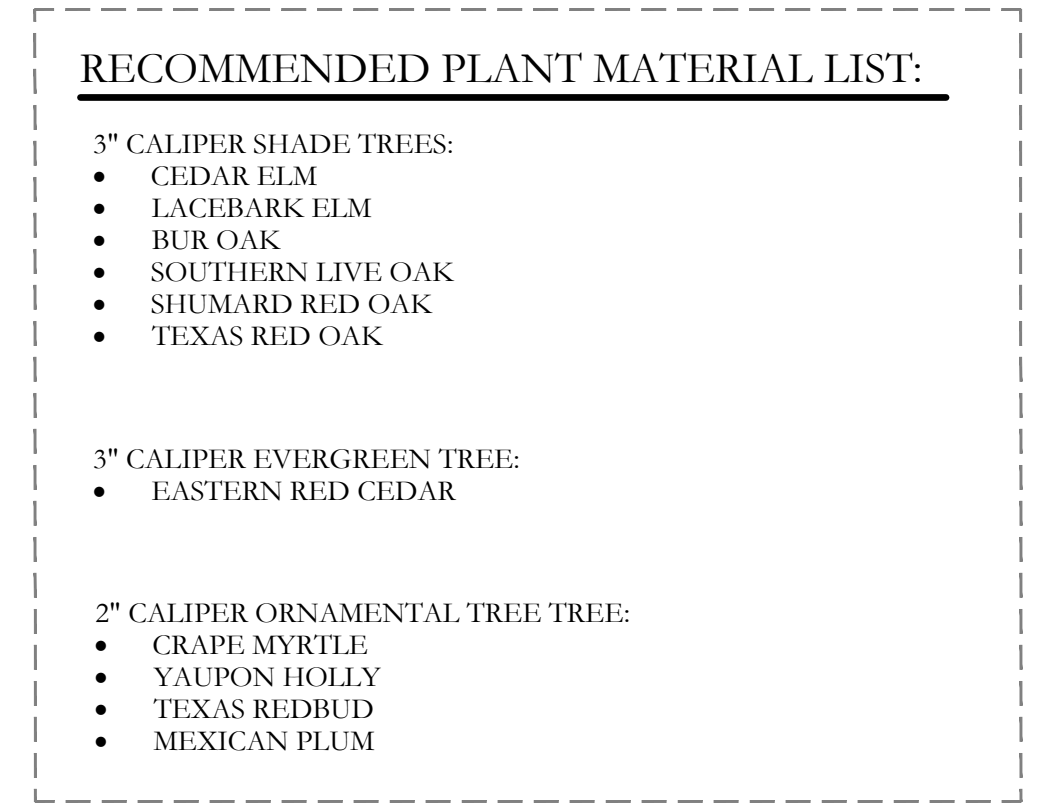 RECOMMENDED PLANT MATERIAL LIST:
3" CALIPER SHADE TREES:
• CEDAR ELM
• LACEBARK ELM
• BUR OAK
• SOUTHERN LIVE OAK
• SHUMARD RED OAK
• TEXAS RED OAK
3" CALIPER EVERGREEN TREE:
• EASTERN RED CEDAR
2" CALIPER ORNAMENTAL TREE TREE:
• CRAPE MYRTLE
• YAUPON HOLLY
• TEXAS REDBUD
• MEXICAN PLUM